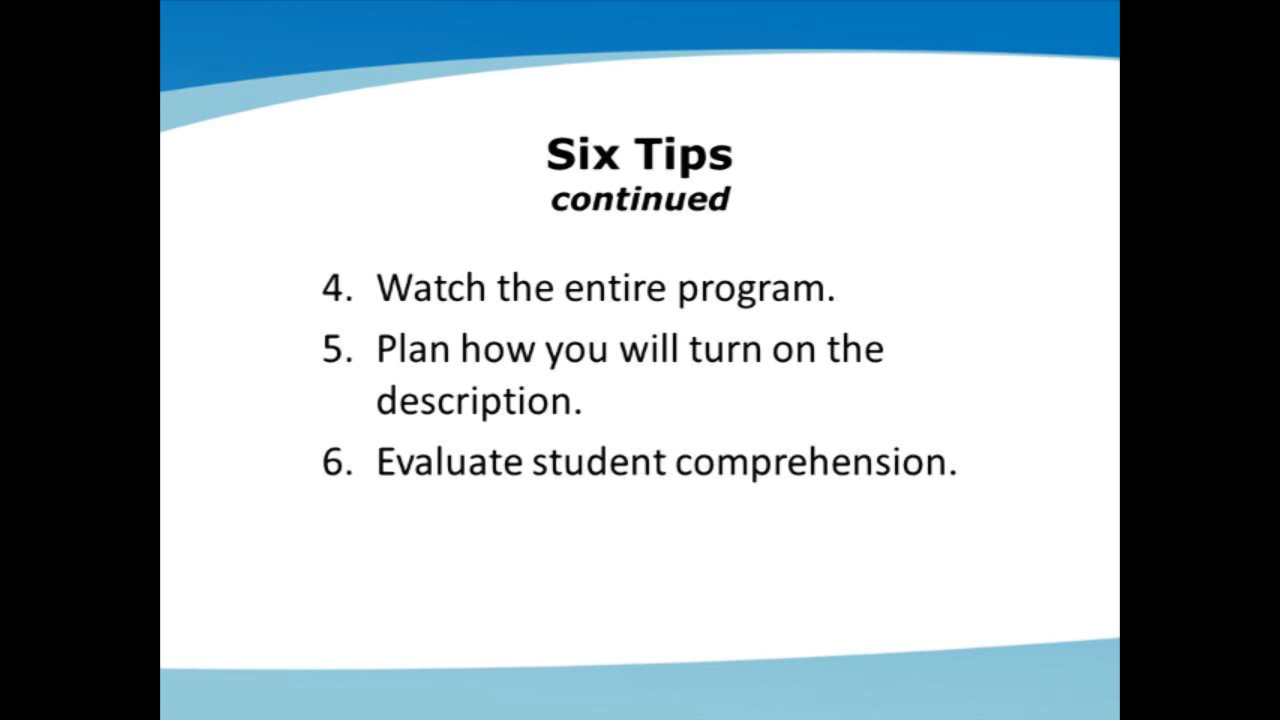 Six Tips
continued
4. Watch the entire program.
5. Plan how you will turn on the
description.
6. Evaluate student comprehension.